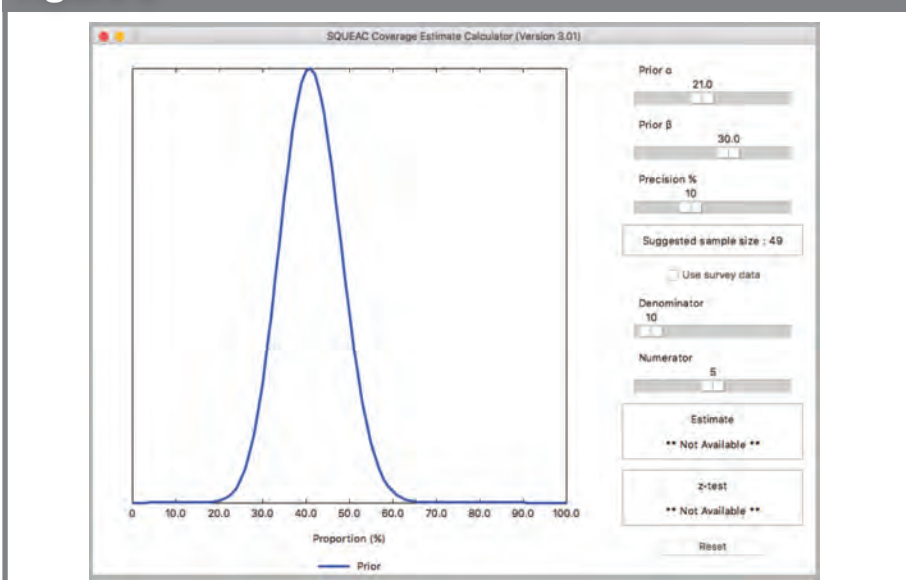 SQUEAC Coverage Estimate Calculator (Version 3.01)
Prior α
21.0
Prior β
30.0
Precision %
10
Suggested sample size : 49
Use survey data
Denominator
10
Numerator
5
Estimate
** Not Available **
z-test
** Not Available **
Reset
0 10.0 20.0 30.0 40.0 50.0 60.0 70.0 80.0 90.0 100.0
Proportion (%)
Prior